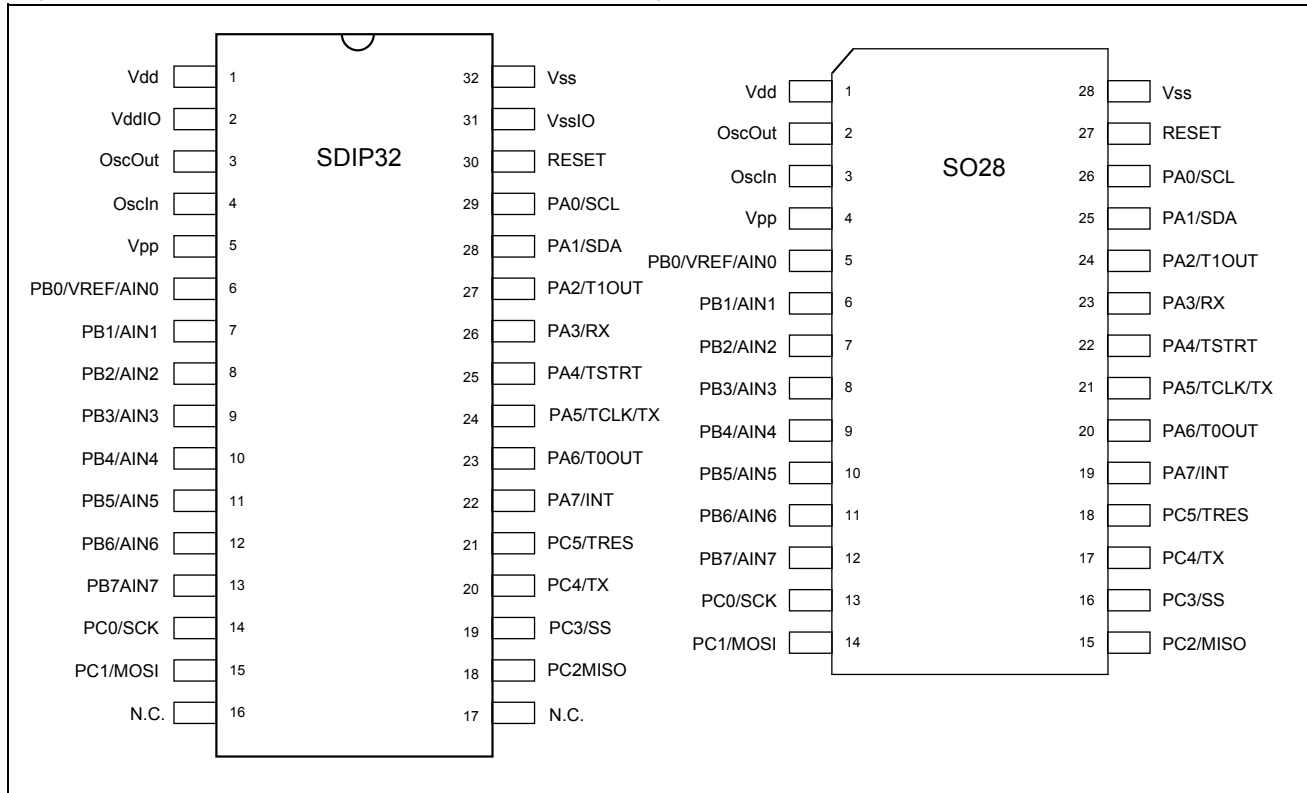 SDIP32
Vdd 1 32 Vss
VddIO 2 31 VssIO
OscOut 3 30 RESET
OscIn 4 29 PA0/SCL
Vpp 5 28 PA1/SDA
PB0/VREF/AIN0 6 27 PA2/T1OUT
PB1/AIN1 7 26 PA3/RX
PB2/AIN2 8 25 PA4/TSTRT
PB3/AIN3 9 24 PA5/TCLK/TX
PB4/AIN4 10 23 PA6/T0OUT
PB5/AIN5 11 22 PA7/INT
PB6/AIN6 12 21 PC5/TRES
PB7AIN7 13 20 PC4/TX
PC0/SCK 14 19 PC3/SS
PC1/MOSI 15 18 PC2MISO
N.C. 16 17 N.C.
SO28
Vdd 1 28 Vss
OscOut 2 27 RESET
OscIn 3 26 PA0/SCL
Vpp 4 25 PA1/SDA
PB0/VREF/AIN0 5 24 PA2/T1OUT
PB1/AIN1 6 23 PA3/RX
PB2/AIN2 7 22 PA4/TSTRT
PB3/AIN3 8 21 PA5/TCLK/TX
PB4/AIN4 9 20 PA6/T0OUT
PB5/AIN5 10 19 PA7/INT
PB6/AIN6 11 18 PC5/TRES
PB7/AIN7 12 17 PC4/TX
PC0/SCK 13 16 PC3/SS
PC1/MOSI 14 15 PC2/MISO